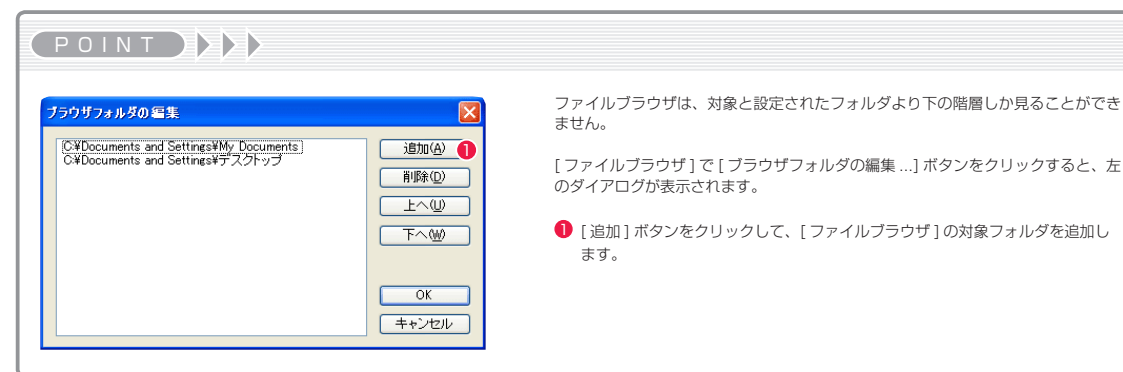 POINT
ブラウザフォルダの編集
C:¥Documents and Settings¥My Documents
C:¥Documents and Settings¥デスクトップ
追加(A)
1
削除(D)
上へ(U)
下へ(W)
OK
キャンセル
ファイルブラウザは、対象と設定されたフォルダより下の階層しか見ることができ
ません。
[ファイルブラウザ]で[ブラウザフォルダの編集...]ボタンをクリックすると、左
のダイアログが表示されます。
1 [追加]ボタンをクリックして、[ファイルブラウザ]の対象フォルダを追加し
ます。